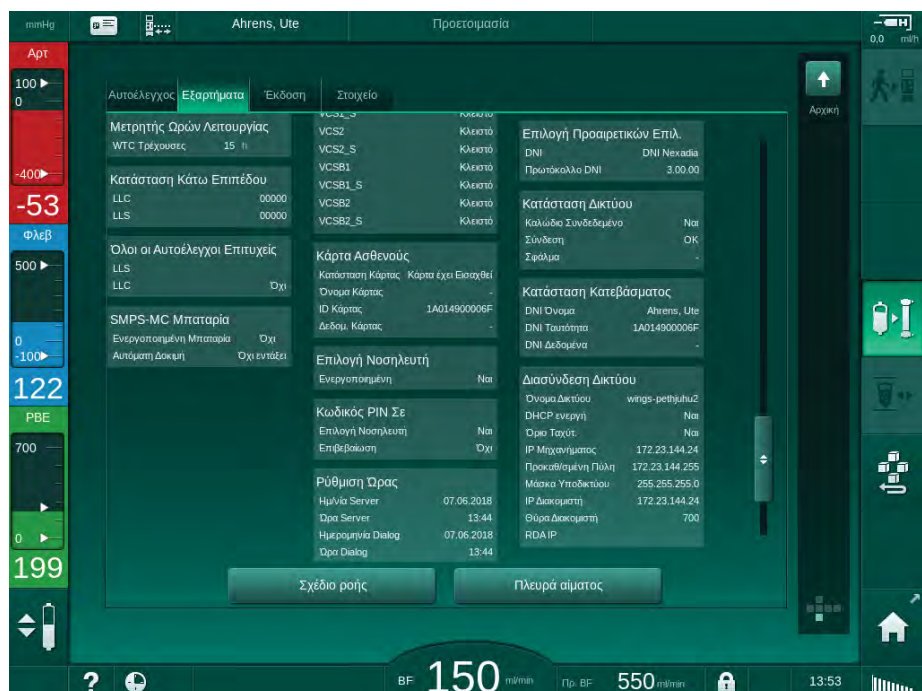 mmHg
Ahrens, Ute
Προετοιμασία
0,0 ml/h
Αρτ
100
0
-400
-53
Φλεβ
500
0
-100
122
PBE
700
0
199
Αυτοέλεγχος Εξαρτήματα Έκδοση Στοιχείο
Αρχική
Μετρητής Ωρών Λειτουργίας
WTC Τρέχουσες 15 h
Κατάσταση Κάτω Επιπέδου
LLC 00000
LLS 00000
Όλοι οι Αυτοέλεγχοι Επιτυχείς
LLS
LLC Όχι
SMPS-MC Μπαταρία
Ενεργοποιημένη Μπαταρία Όχι
Αυτόματη Δοκιμή Όχι εντάξει
VCS1_S Κλειστό
VCS2 Κλειστό
VCS2_S Κλειστό
VCSB1 Κλειστό
VCSB1_S Κλειστό
VCSB2 Κλειστό
VCSB2_S Κλειστό
Κάρτα Ασθενούς
Κατάσταση Κάρτας Κάρτα έχει Εισαχθεί
Όνομα Κάρτας -
ID Κάρτας 1A014900006F
Δεδομ. Κάρτας -
Επιλογή Νοσηλευτή
Ενεργοποιημένη Ναι
Κωδικός PIN Σε
Επιλογή Νοσηλευτή Ναι
Επιβεβαίωση Όχι
Ρύθμιση Ώρας
Ημ/νία Server 07.06.2018
Ώρα Server 13:44
Ημερομηνία Dialog 07.06.2018
Ώρα Dialog 13:44
Επιλογή Προαιρετικών Επιλ.
DNI DNI Nexadia
Πρωτόκολλο DNI 3.00.00
Κατάσταση Δικτύου
Καλώδιο Συνδεδεμένο Ναι
Σύνδεση OK
Σφάλμα -
Κατάσταση Κατεβάσματος
DNI Όνομα Ahrens, Ute
DNI Ταυτότητα 1A014900006F
DNI Δεδομένα -
Διασύνδεση Δικτύου
Όνομα Δικτύου wings-pethjuhu2
DHCP ενεργή Ναι
Όριο Ταχύτ. Ναι
IP Μηχανήματος 172.23.144.24
Προκαθ/σμένη Πύλη 172.23.144.255
Μάσκα Υποδικτύου 255.255.255.0
IP Διακομιστή 172.23.144.24
Θύρα Διακομιστή 700
RDA IP
Σχέδιο ροής
Πλευρά αίματος
? BF 150 ml/min Πρ. BF 550 ml/min 13:53